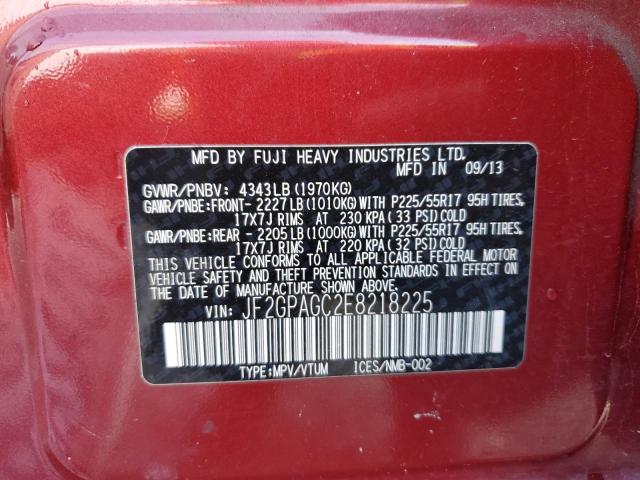 MFD BY FUJI HEAVY INDUSTRIES LTD.
MFD IN 09/13
GVWR/PNBV: 4343LB(1970KG)
GAWR/PNBE:FRONT- 2227LB(1010KG)WITH P225/55R17 95H TIRES,
17X7J RIMS AT 230 KPA(33 PSI)COLD
GAWR/PNBE:REAR - 2205LB(1000KG)WITH P225/55R17 95H TIRES,
17X7J RIMS AT 220 KPA(32 PSI)COLD
THIS VEHICLE CONFORMS TO ALL APPLICABLE FEDERAL MOTOR
VEHICLE SAFETY AND THEFT PREVENTION STANDARDS IN EFFECT ON
THE DATE OF MANUFACTURE SHOWN ABOVE.
VIN: JF2GPAGC2E8218225
TYPE:MPV/VTUM ICES/NMB-002